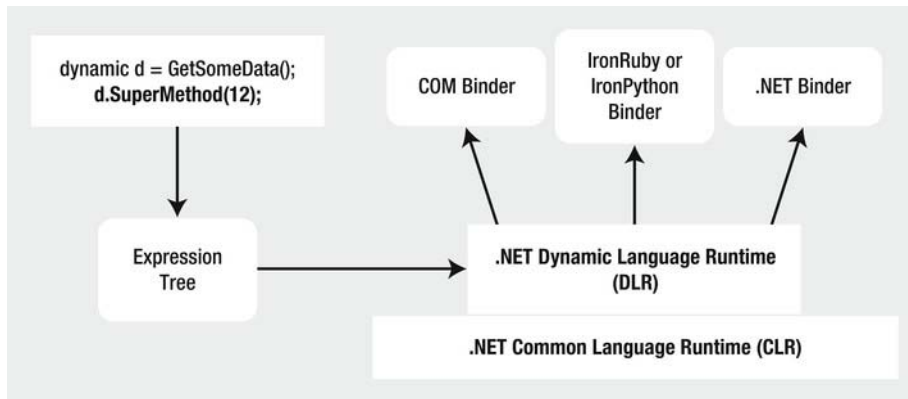 dynamic d = GetSomeData();
d.SuperMethod(12);
COM Binder
IronRuby or
IronPython
Binder
.NET Binder
Expression
Tree
.NET Dynamic Language Runtime
(DLR)
.NET Common Language Runtime (CLR)